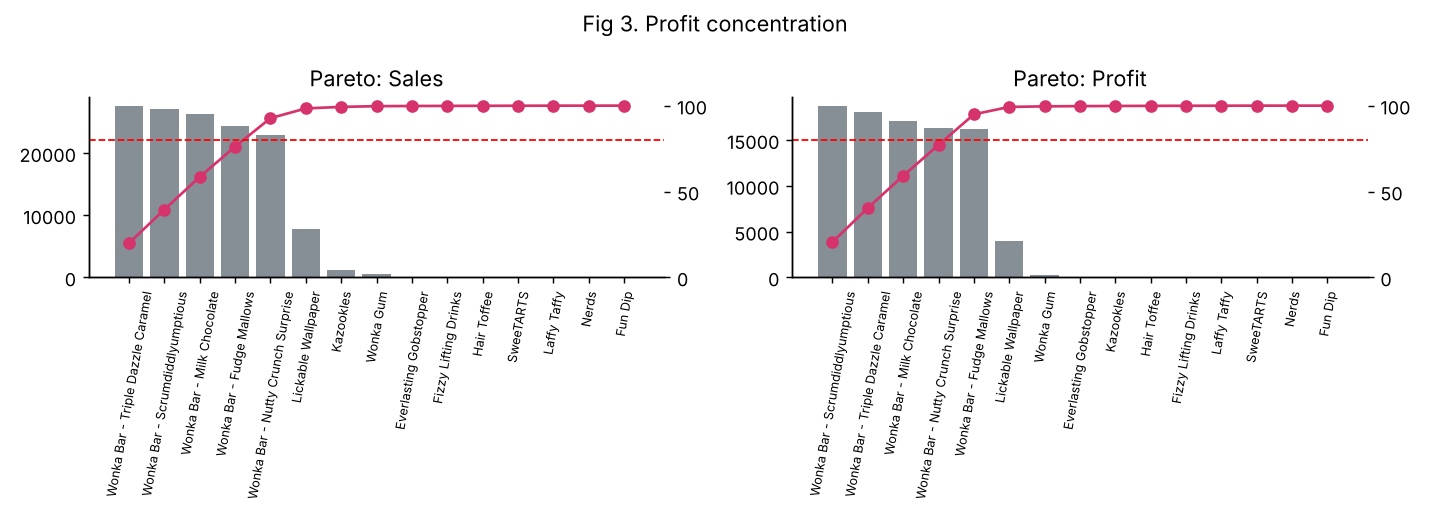 Fig 3. Profit concentration
Pareto: Sales
20000
10000
0
100
50
0
Wonka Bar - Triple Dazzle Caramel
Wonka Bar - Scrumdiddlyumptious
Wonka Bar - Milk Chocolate
Wonka Bar - Fudge Mallows
Wonka Bar - Nutty Crunch Surprise
Lickable Wallpaper
Kazookles
Wonka Gum
Everlasting Gobstopper
Fizzy Lifting Drinks
Hair Toffee
SweeTARTS
Laffy Taffy
Nerds
Fun Dip
Pareto: Profit
15000
10000
5000
0
100
50
0
Wonka Bar - Scrumdiddlyumptious
Wonka Bar - Triple Dazzle Caramel
Wonka Bar - Milk Chocolate
Wonka Bar - Nutty Crunch Surprise
Wonka Bar - Fudge Mallows
Lickable Wallpaper
Wonka Gum
Everlasting Gobstopper
Kazookles
Hair Toffee
Fizzy Lifting Drinks
Laffy Taffy
SweeTARTS
Nerds
Fun Dip